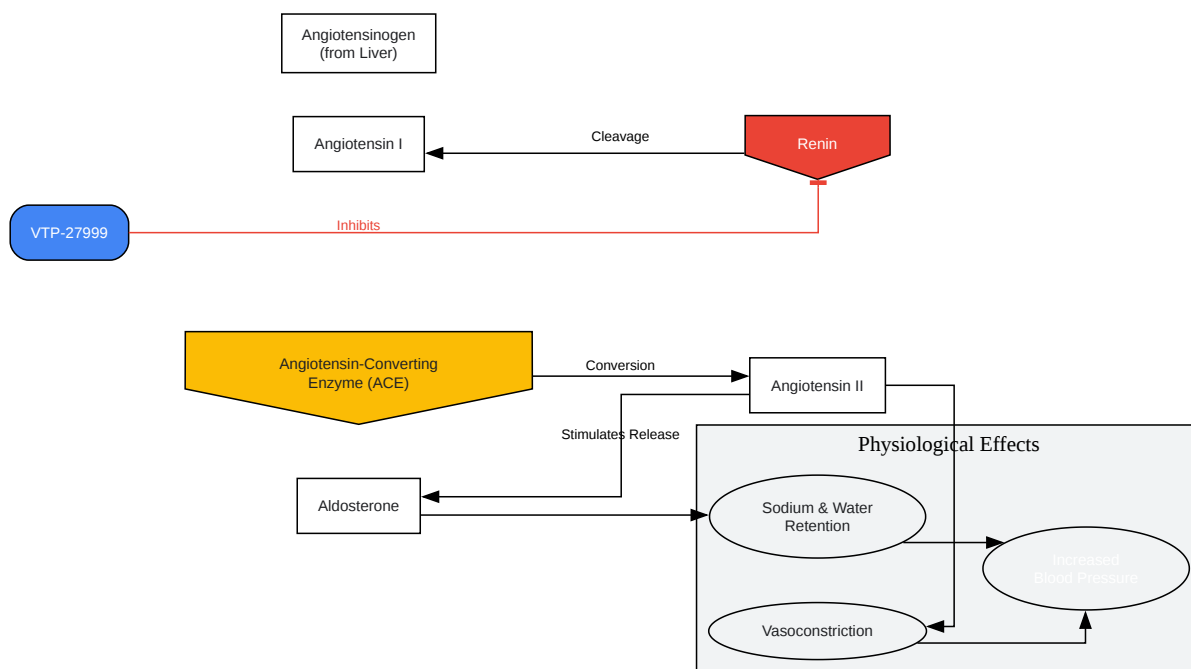 Angiotensinogen
(from Liver)
Angiotensin I
Cleavage
Renin
VTP-27999
Inhibits
Angiotensin-Converting
Enzyme (ACE)
Conversion
Angiotensin II
Stimulates Release
Physiological Effects
Aldosterone
Sodium & Water
Retention
Increased
Blood Pressure
Vasoconstriction